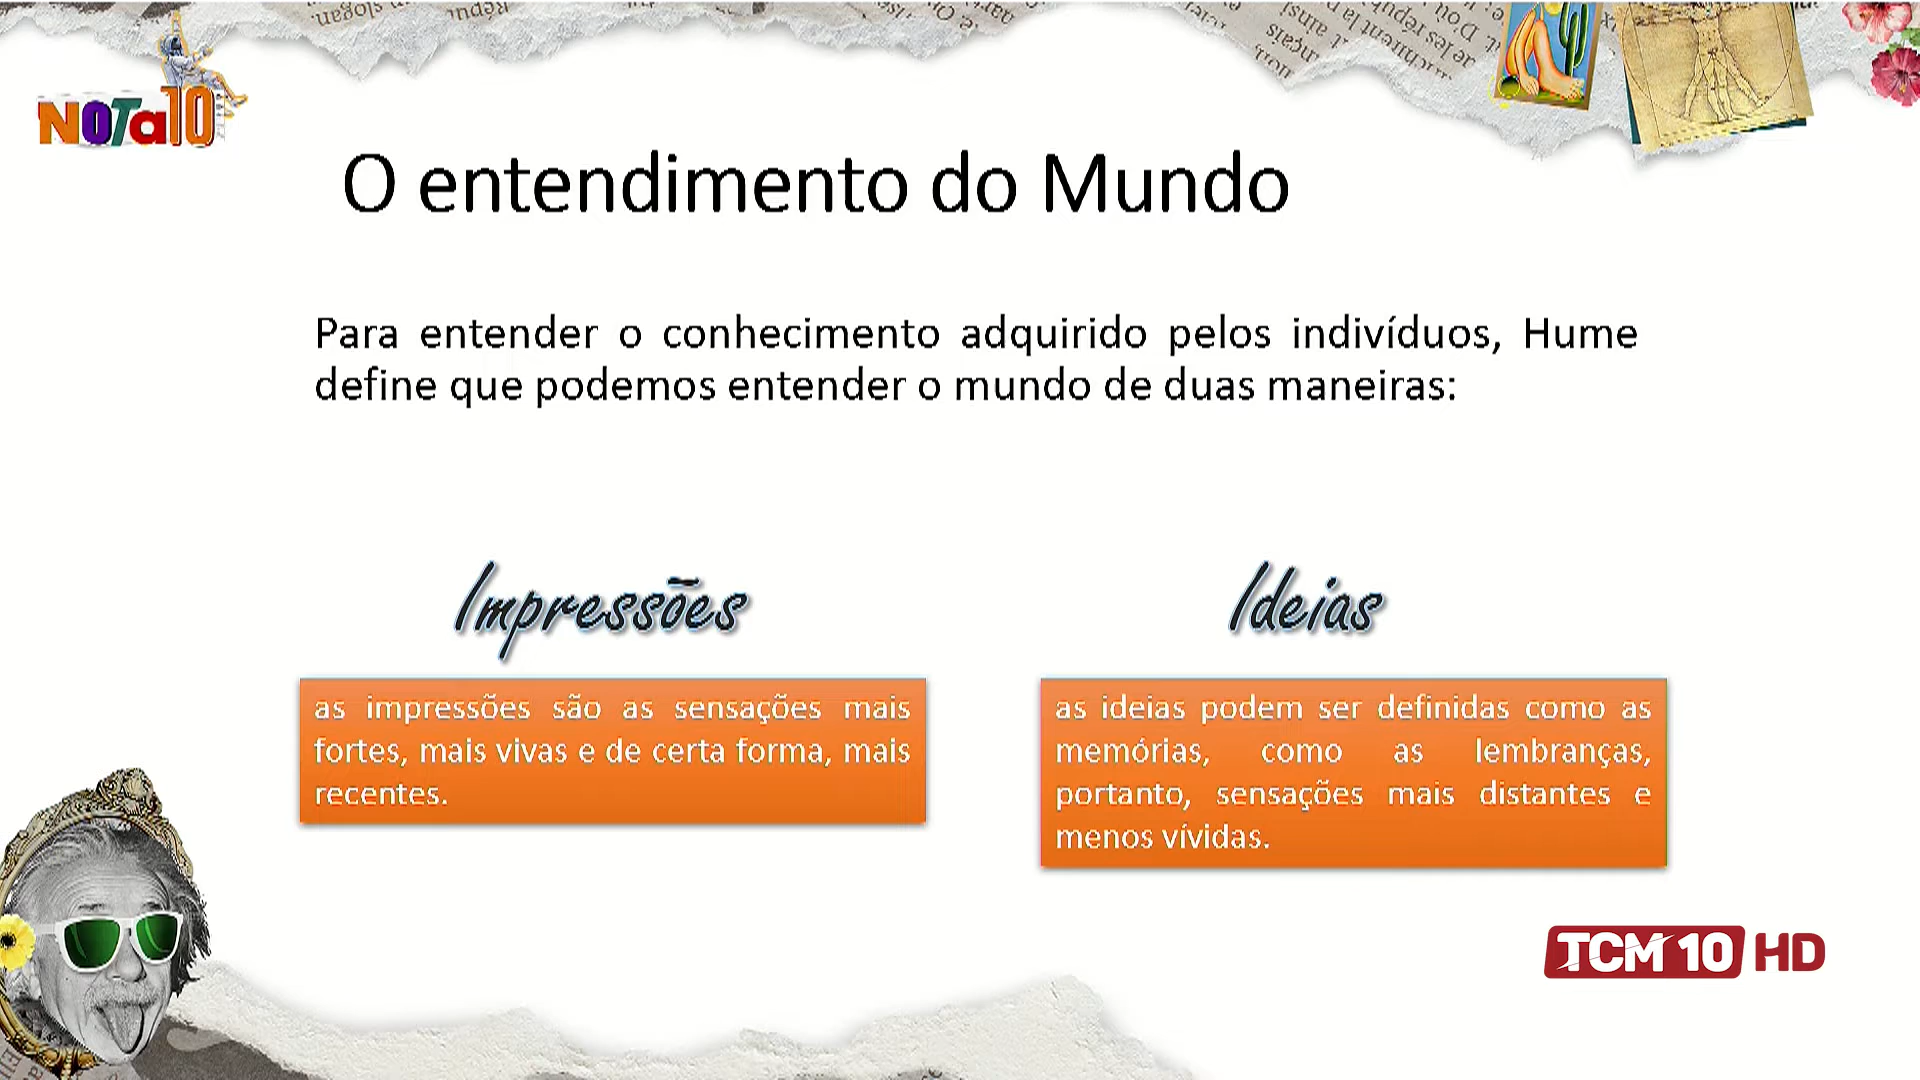 NOTa10
O entendimento do Mundo
Para entender o conhecimento adquirido pelos indivíduos, Hume
define que podemos entender o mundo de duas maneiras:
Impressões
as impressões são as sensações mais
fortes, mais vivas e de certa forma, mais
recentes.
Ideias
as ideias podem ser definidas como as
memórias, como as lembranças,
portanto, sensações mais distantes e
menos vívidas.
TCM 10 HD